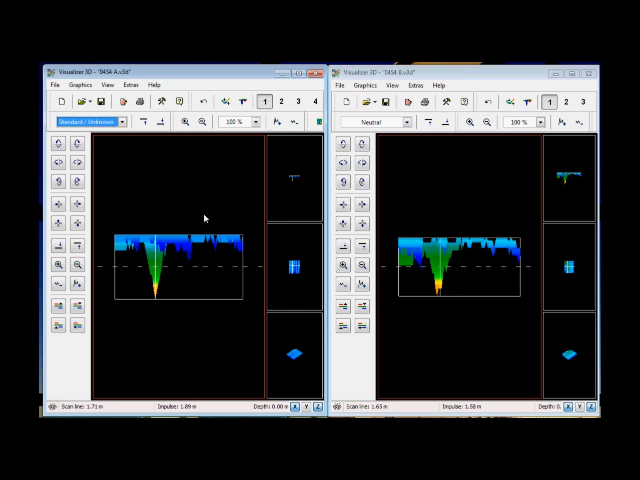 Visualizer 3D - "04S4 A.v3d"
File Graphics View Extras Help
1 2 3 4
Standard / Unknown
100 %
Scan line: 1.71 m Impulse: 1.89 m Depth: 0.00 m X Y Z
Visualizer 3D - "04S4 B.v3d"
File Graphics View Extras Help
1 2 3
Neutral
100 %
Scan line: 1.65 m Impulse: 1.58 m Depth: 0. X Y Z